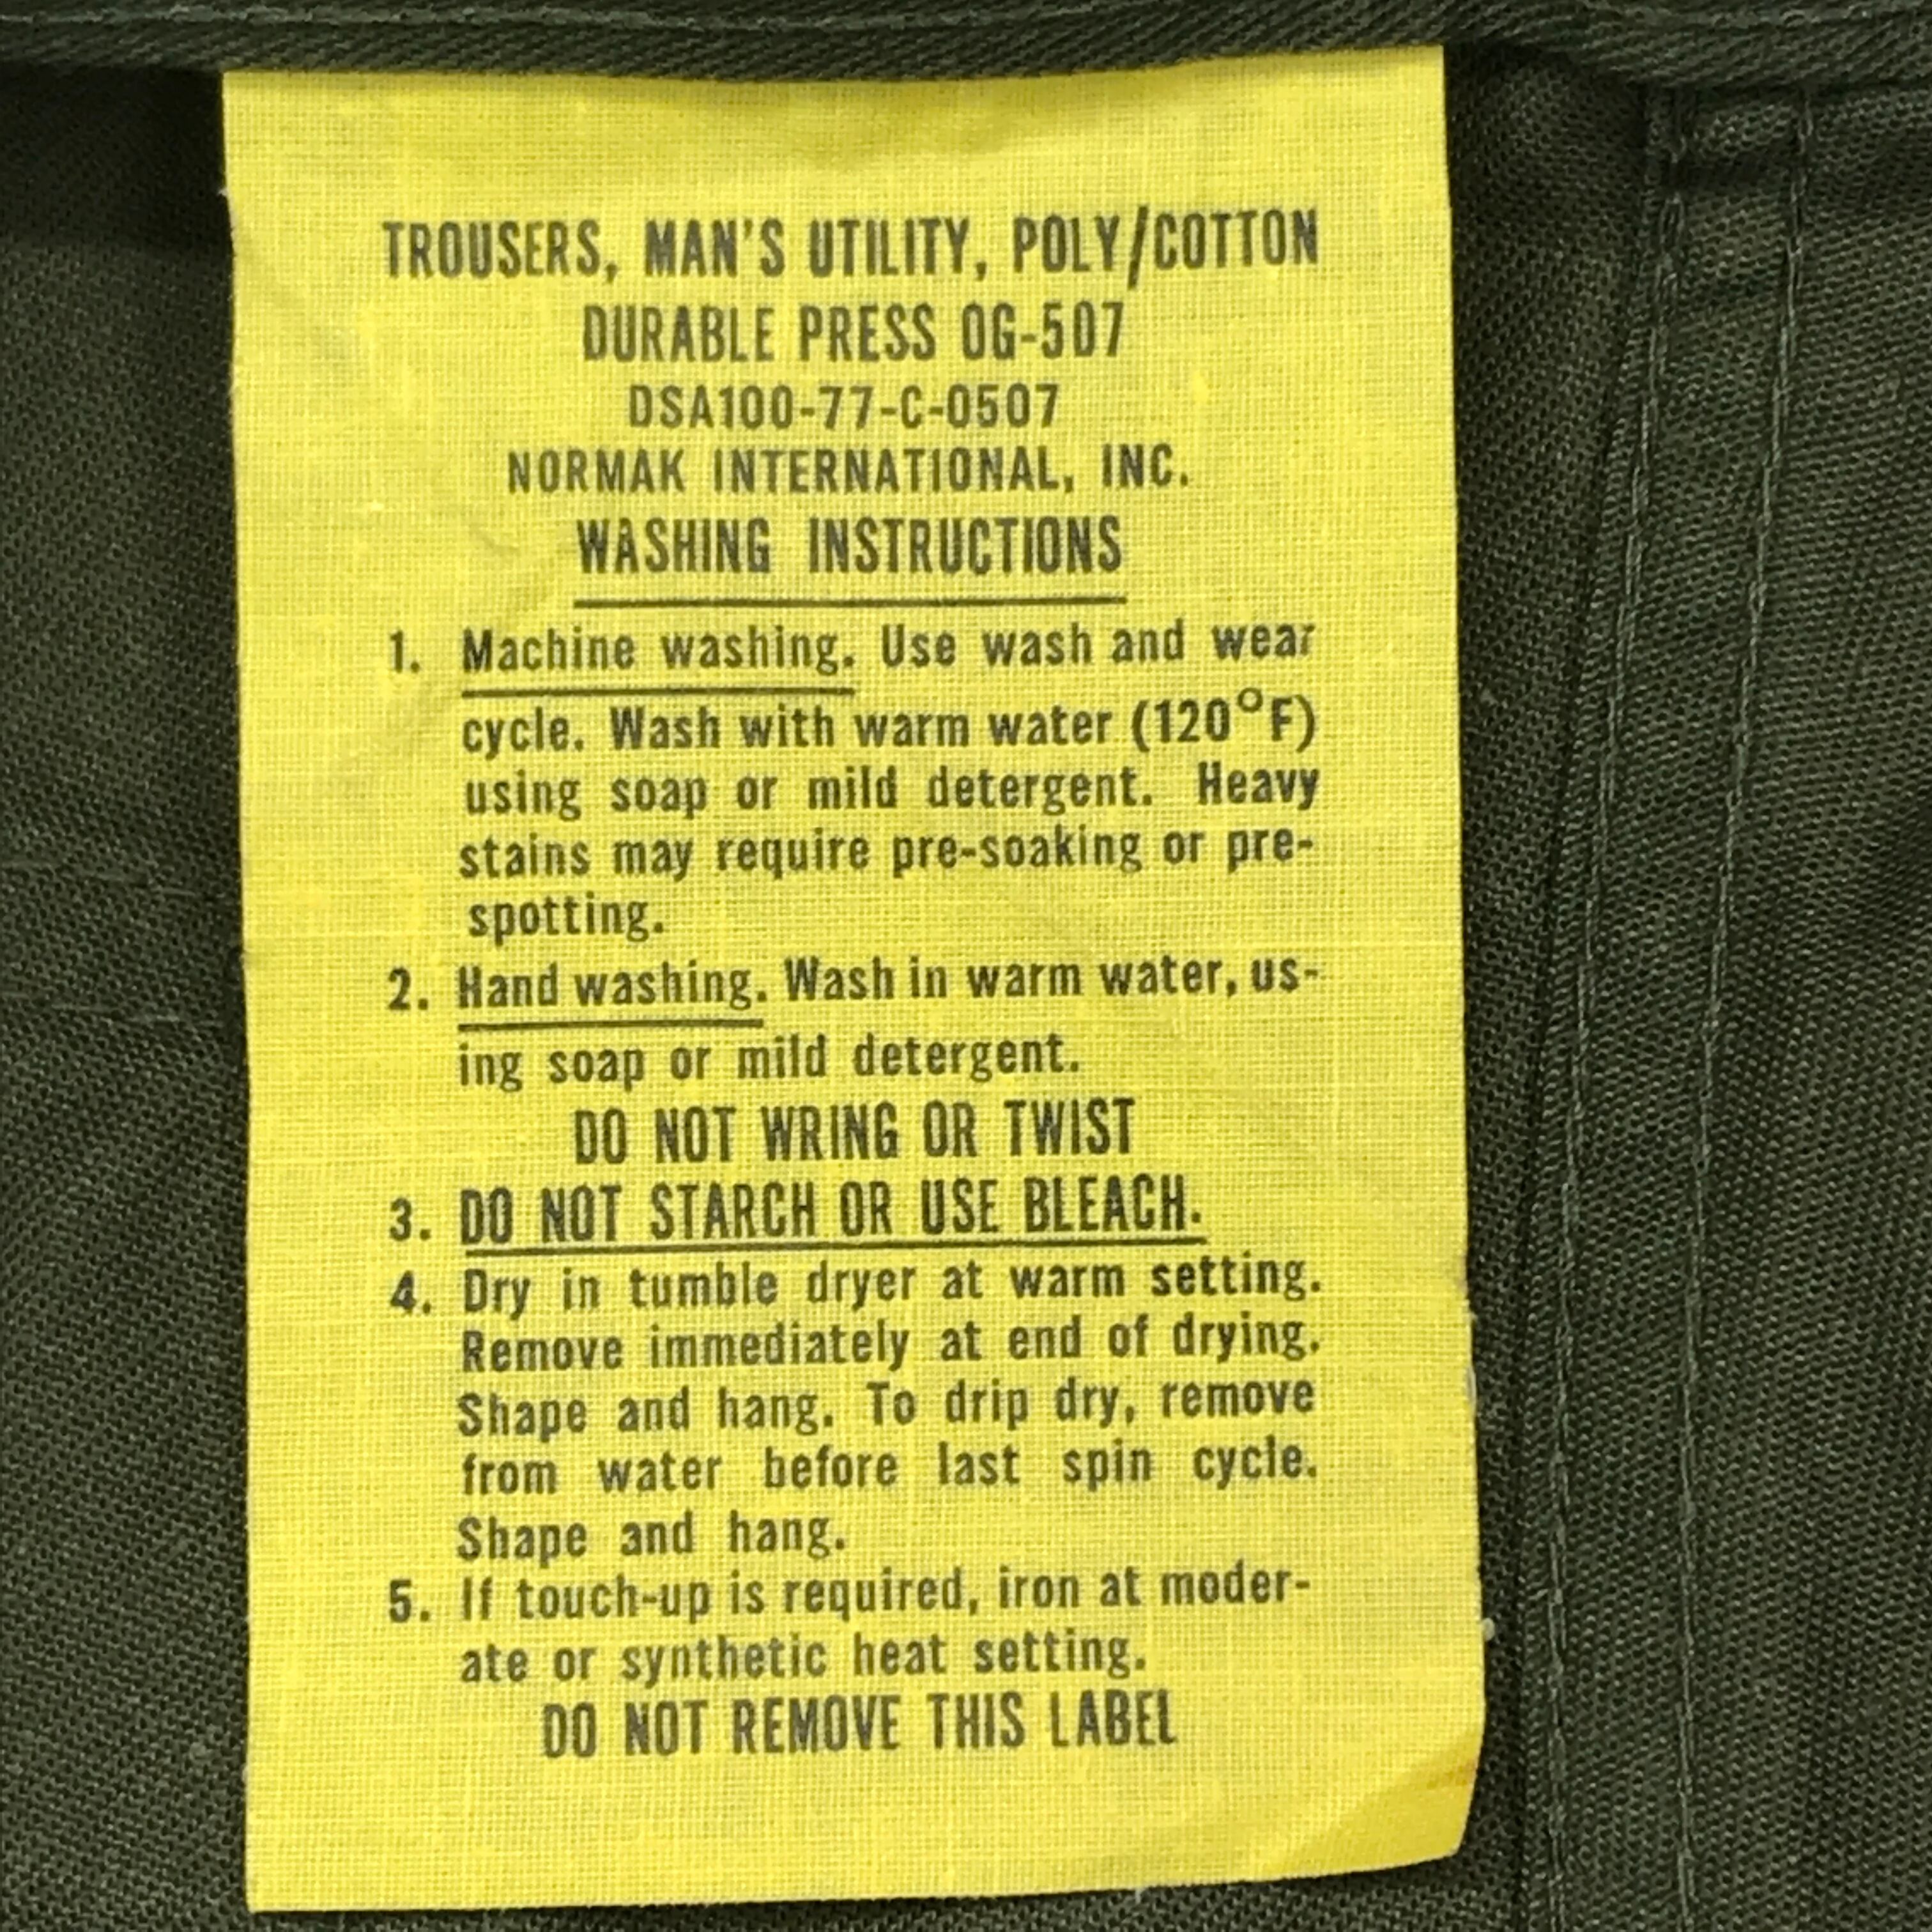 TROUSERS, MAN'S UTILITY, POLY/COTTON
DURABLE PRESS OG-507
DSA100-77-C-0507
NORMAK INTERNATIONAL, INC.
WASHING INSTRUCTIONS
1. Machine washing. Use wash and wear
cycle. Wash with warm water (120°F)
using soap or mild detergent. Heavy
stains may require pre-soaking or pre-
spotting.
2. Hand washing. Wash in warm water, us-
ing soap or mild detergent.
DO NOT WRING OR TWIST
3. DO NOT STARCH OR USE BLEACH.
4. Dry in tumble dryer at warm setting.
Remove immediately at end of drying.
Shape and hang. To drip dry, remove
from water before last spin cycle.
Shape and hang.
5. If touch-up is required, iron at moder-
ate or synthetic heat setting.
DO NOT REMOVE THIS LABEL